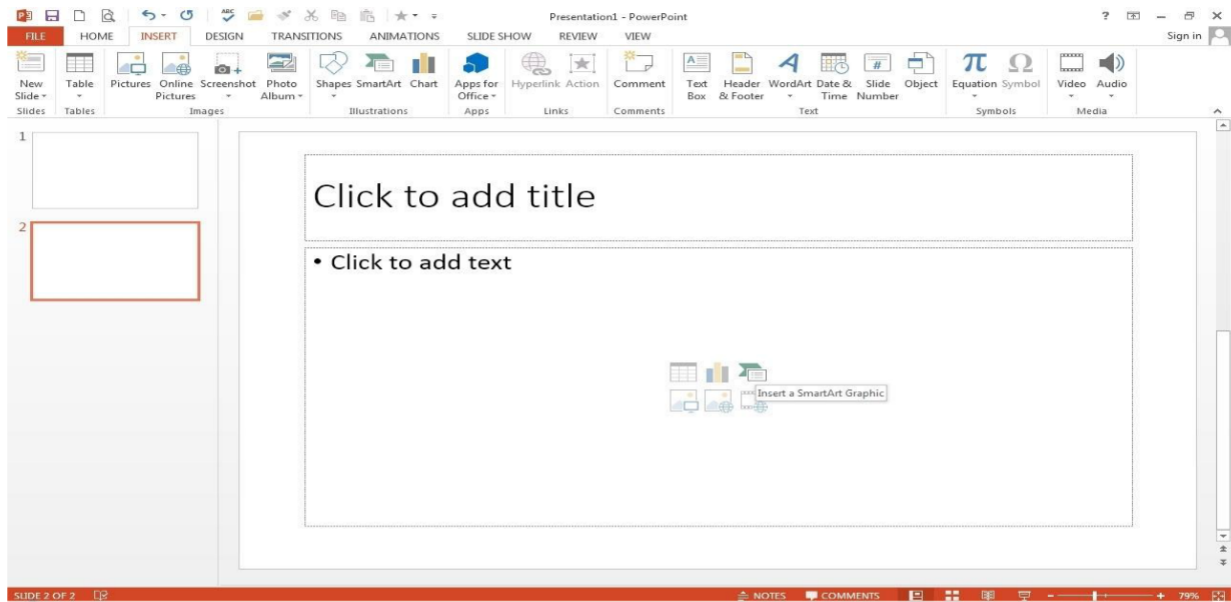 Presentation1 - PowerPoint
FILE HOME INSERT DESIGN TRANSITIONS ANIMATIONS SLIDE SHOW REVIEW VIEW Sign in
New Slide Table Pictures Online Pictures Screenshot Photo Album Shapes SmartArt Chart Apps for Office Hyperlink Action Comment Text Box Header & Footer WordArt Date & Time Slide Number Object Equation Symbol Video Audio
Slides Tables Images Illustrations Apps Links Comments Text Symbols Media
1
Click to add title
2
• Click to add text
Insert a SmartArt Graphic
SLIDE 2 OF 2 NOTES COMMENTS 79%